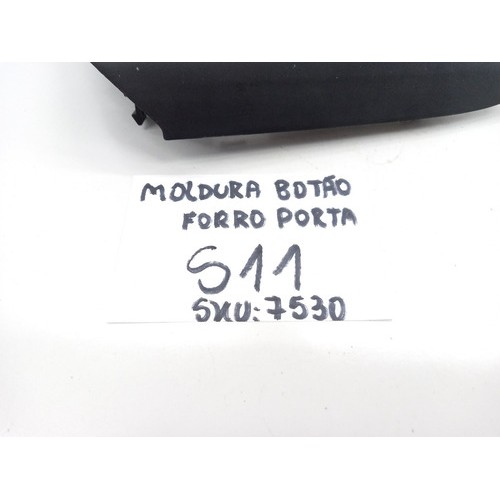 MOLDURA BOTÃO
FORRO PORTA
S11
SKU:7530